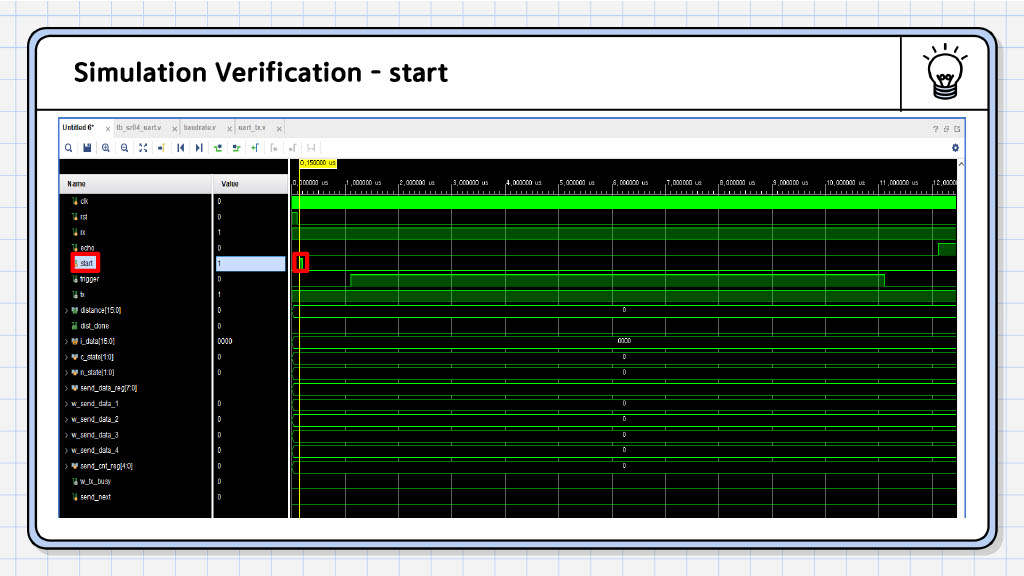 Simulation Verification - start
Untitled 6* × tb_sr04_uart.v × baudrate.v × uart_tx.v ×
0,150000 us
Name Value
0,000000 us 1,000000 us 2,000000 us 3,000000 us 4,000000 us 5,000000 us 6,000000 us 7,000000 us 8,000000 us 9,000000 us 10,000000 us 11,000000 us 12,0000
clk 0
rst 0
rx 1
echo 0
start 1
trigger 0
tx 1
distance[15:0] 0 0
dist_done 0
i_data[15:0] 0000 0000
c_state[1:0] 0 0
n_state[1:0] 0 0
send_data_reg[7:0]
w_send_data_1 0 0
w_send_data_2 0 0
w_send_data_3 0 0
w_send_data_4 0 0
send_cnt_reg[4:0] 0 0
w_tx_busy 0
send_next 0